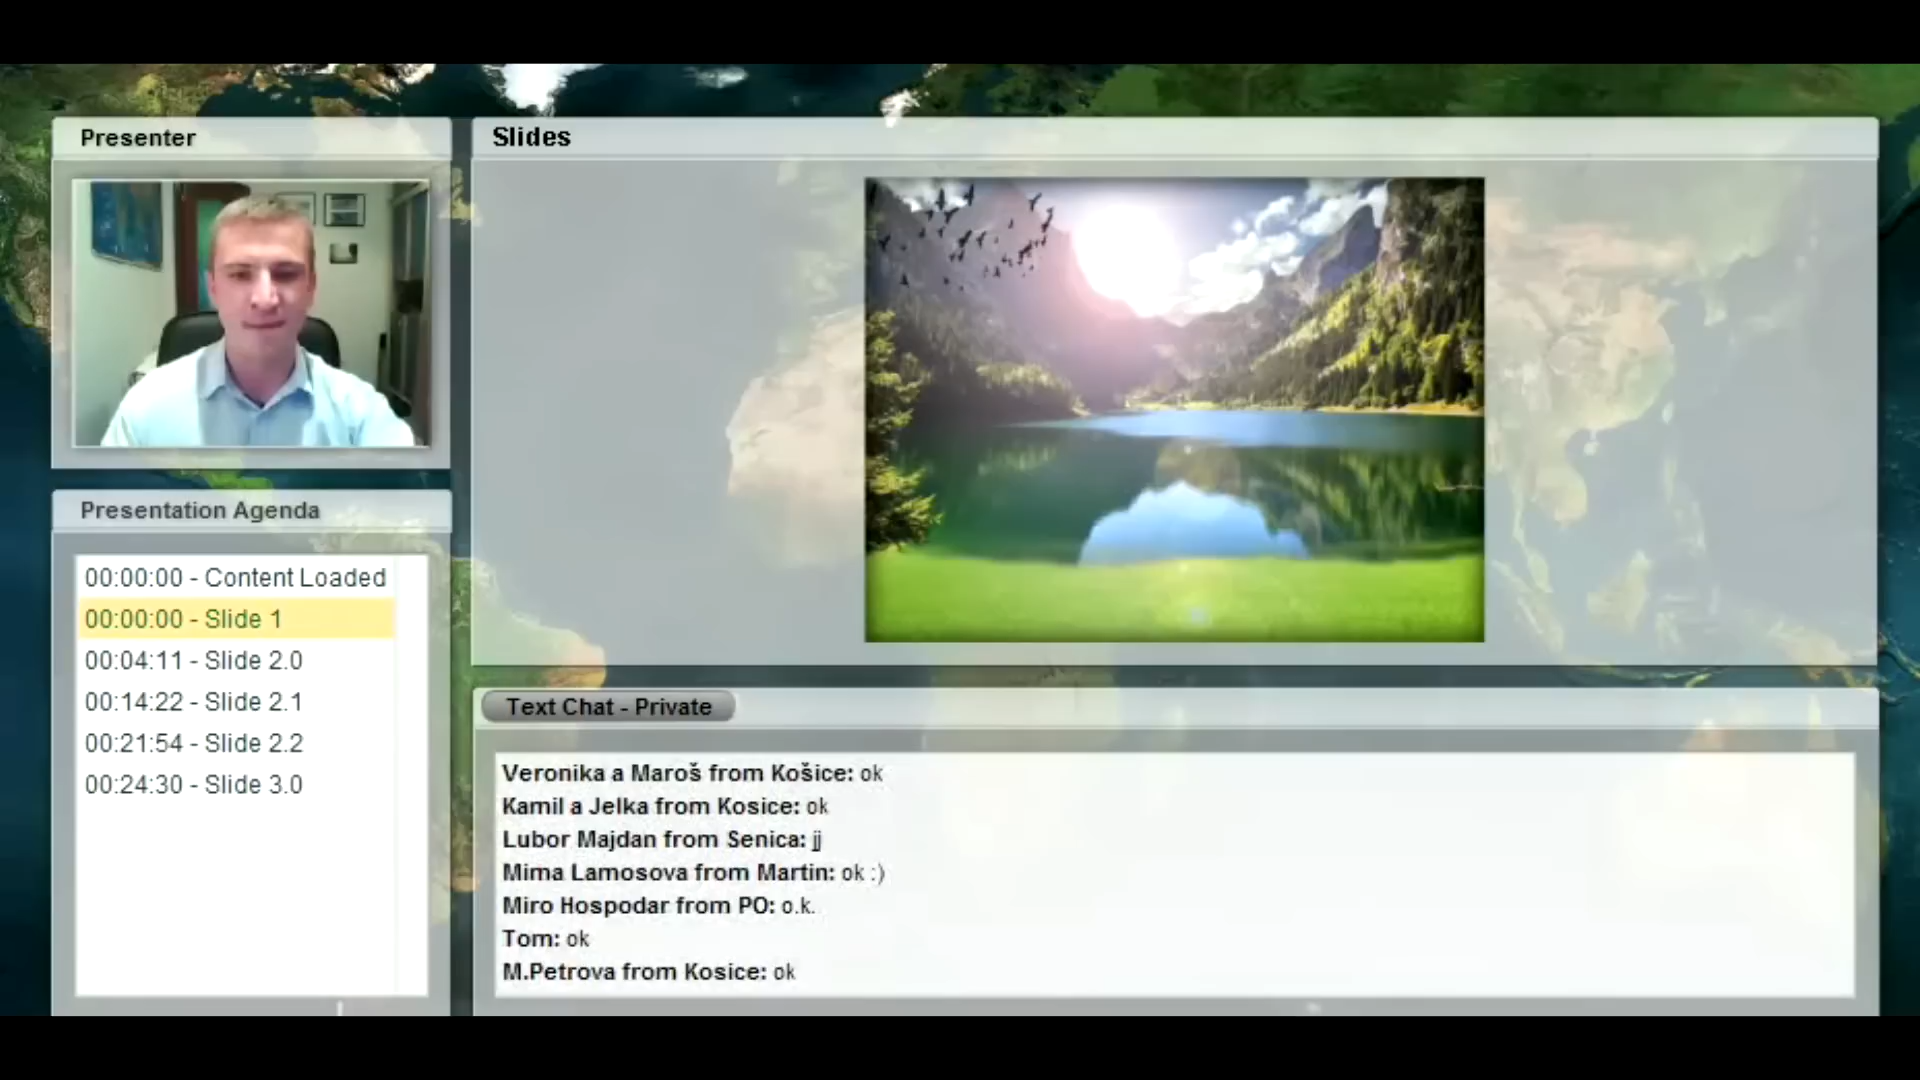 Presenter
Slides
Presentation Agenda
00:00:00 - Content Loaded
00:00:00 - Slide 1
00:04:11 - Slide 2.0
00:14:22 - Slide 2.1
00:21:54 - Slide 2.2
00:24:30 - Slide 3.0
Text Chat - Private
Veronika a Maroš from Košice: ok
Kamil a Jelka from Kosice: ok
Lubor Majdan from Senica: jj
Mima Lamosova from Martin: ok :)
Miro Hospodar from PO: o.k.
Tom: ok
M.Petrova from Kosice: ok